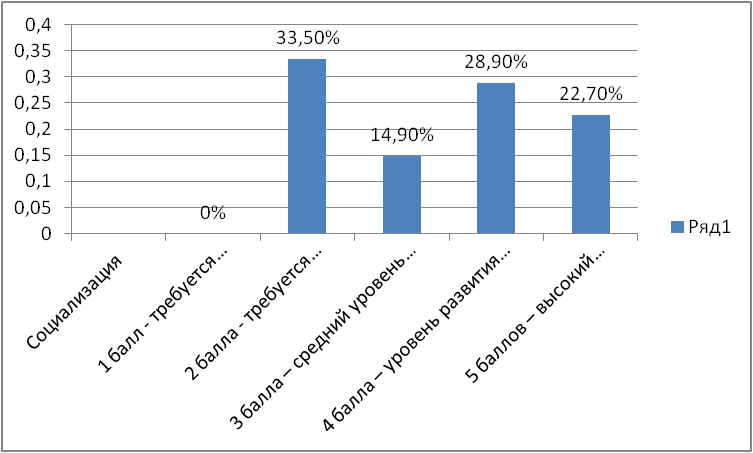 0,4
0,35
0,3
0,25
0,2
0,15
0,1
0,05
0
0%
33,50%
14,90%
28,90%
22,70%
Социализация
1 балл - требуется...
2 балла - требуется...
3 балла – средний уровень...
4 балла – уровень развития...
5 баллов – высокий...
Ряд1